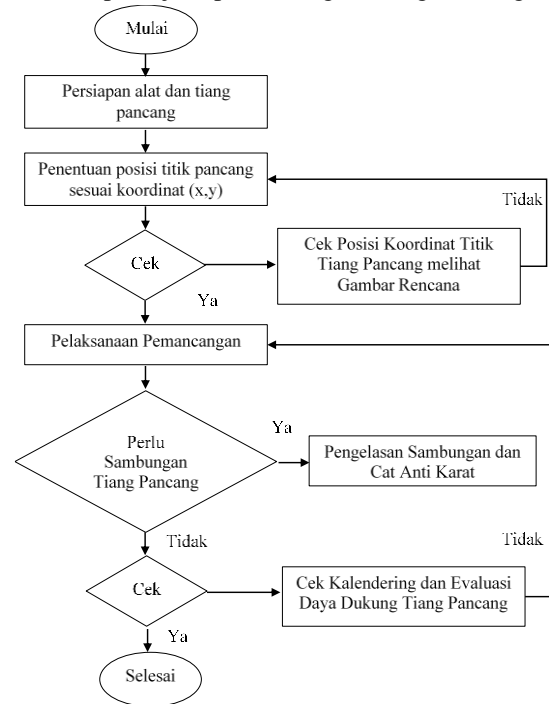 Mulai
Persiapan alat dan tiang
pancang
Penentuan posisi titik pancang
sesuai koordinat (x,y)
Tidak
Cek
Cek Posisi Koordinat Titik
Tiang Pancang melihat
Gambar Rencana
Ya
Pelaksanaan Pemancangan
Perlu
Sambungan
Tiang Pancang
Ya
Pengelasan Sambungan dan
Cat Anti Karat
Tidak
Tidak
Cek
Cek Kalendering dan Evaluasi
Daya Dukung Tiang Pancang
Ya
Selesai